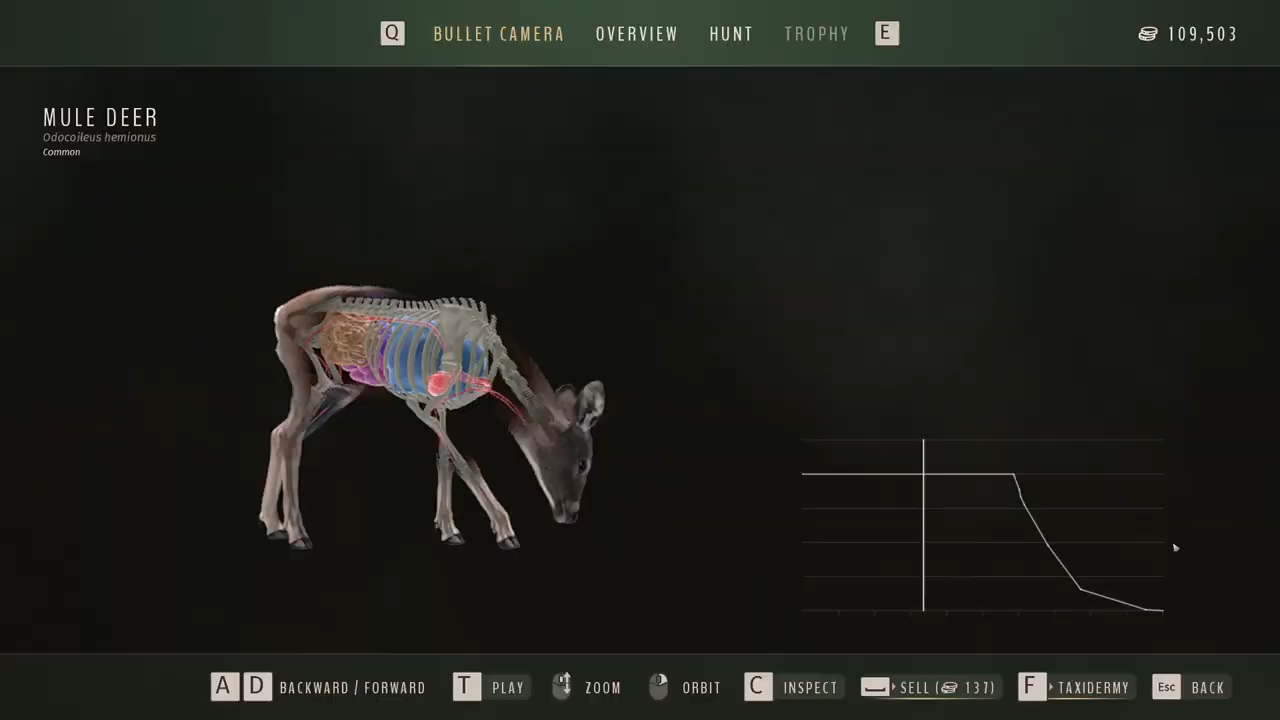 Q BULLET CAMERA OVERVIEW HUNT TROPHY E 109,503
MULE DEER
Odocoileus hemionus
Common
A D BACKWARD / FORWARD T PLAY ZOOM ORBIT C INSPECT SELL ( 137) F TAXIDERMY Esc BACK